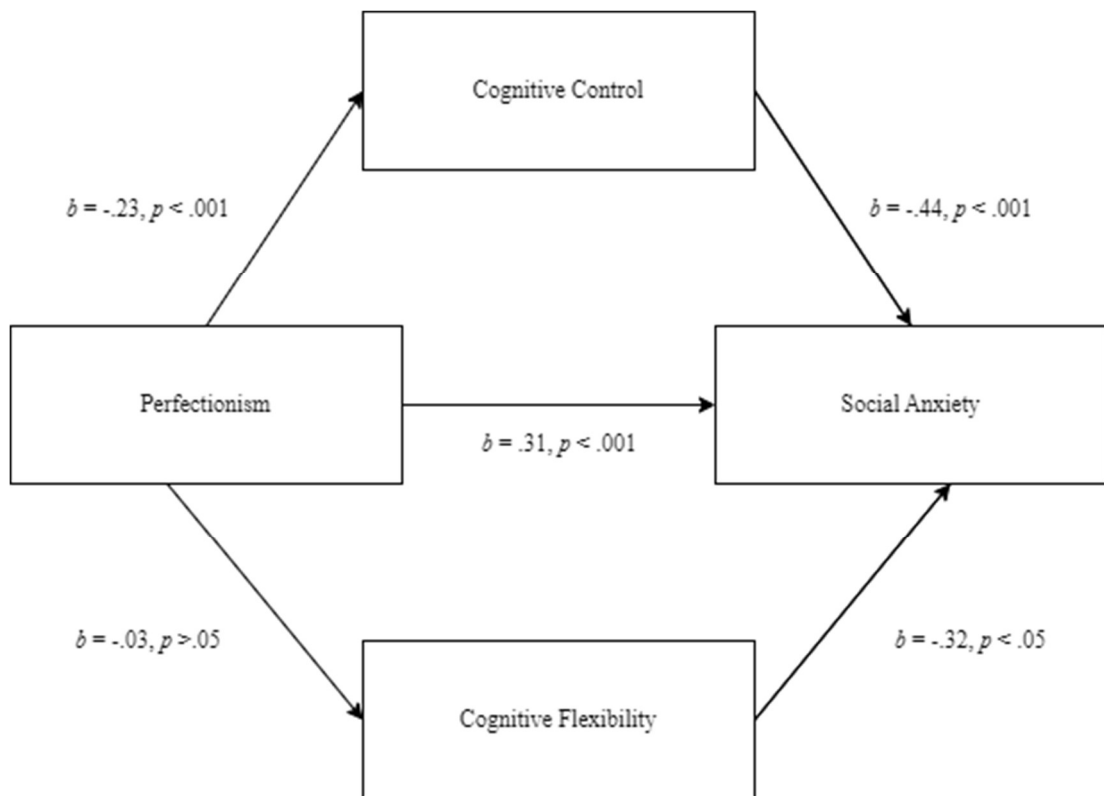 Cognitive Control
b = -.23, p < .001
b = -.44, p < .001
Perfectionism
Social Anxiety
b = .31, p < .001
b = -.03, p >.05
b = -.32, p < .05
Cognitive Flexibility